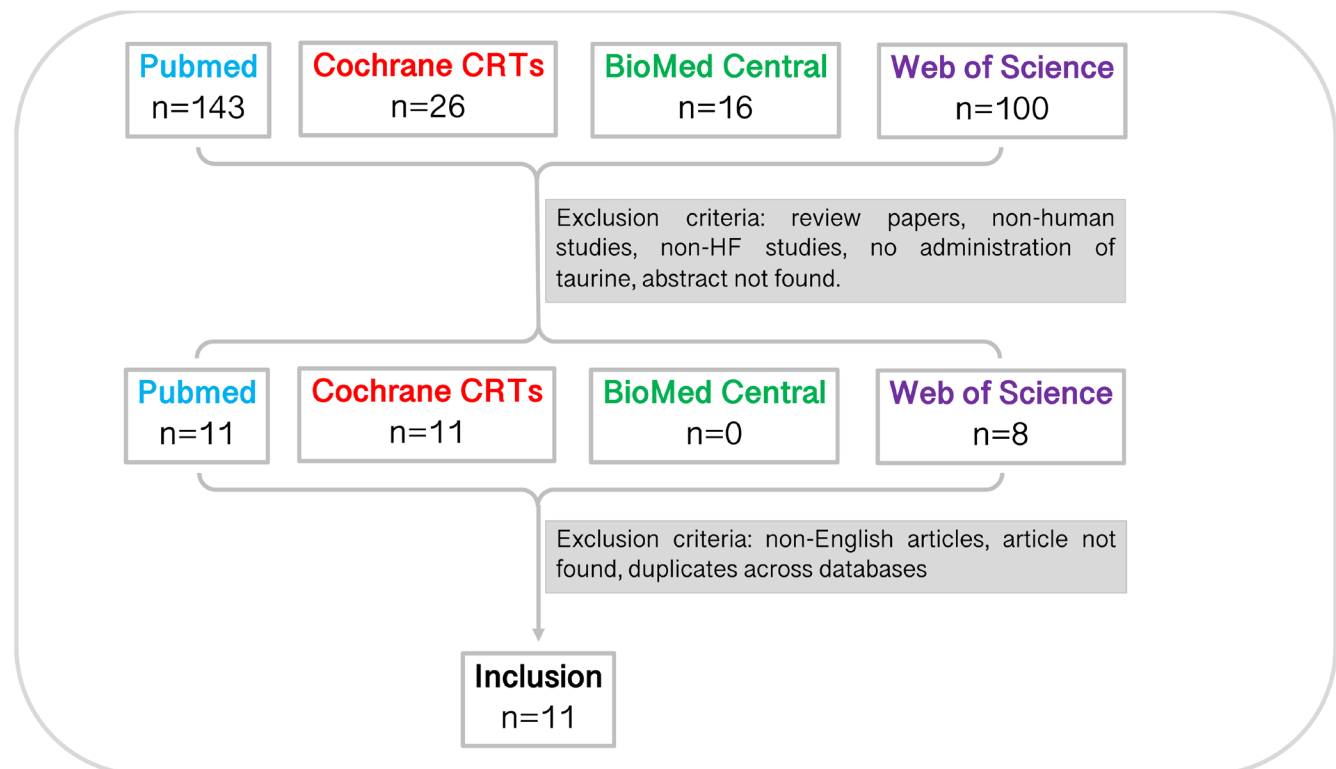 Pubmed
n=143
Cochrane CRTs
n=26
BioMed Central
n=16
Web of Science
n=100
Exclusion criteria: review papers, non-human
studies, non-HF studies, no administration of
taurine, abstract not found.
Pubmed
n=11
Cochrane CRTs
n=11
BioMed Central
n=0
Web of Science
n=8
Exclusion criteria: non-English articles, article not
found, duplicates across databases
Inclusion
n=11